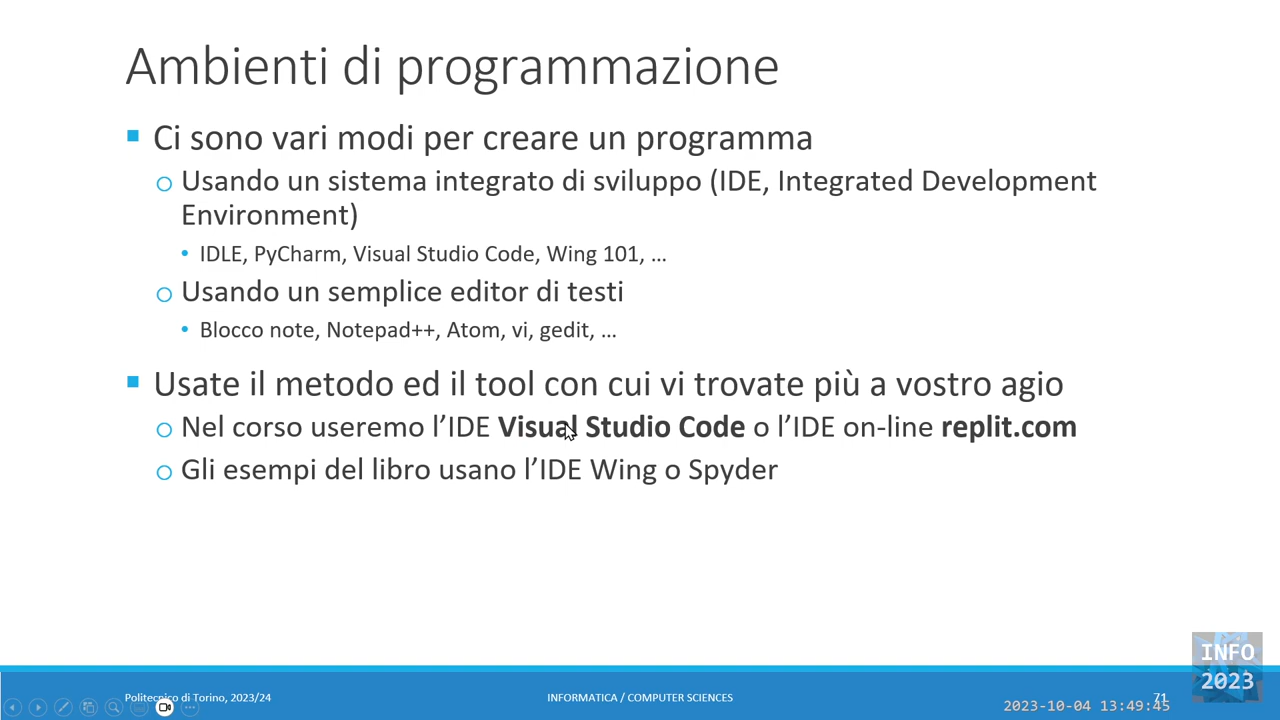 Ambienti di programmazione
Ci sono vari modi per creare un programma
Usando un sistema integrato di sviluppo (IDE, Integrated Development
Environment)
IDLE, PyCharm, Visual Studio Code, Wing 101, …
Usando un semplice editor di testi
Blocco note, Notepad++, Atom, vi, gedit, …
Usate il metodo ed il tool con cui vi trovate più a vostro agio
Nel corso useremo l’IDE Visual Studio Code o l’IDE on-line replit.com
Gli esempi del libro usano l’IDE Wing o Spyder
INFO
2023
Politecnico di Torino, 2023/24
INFORMATICA / COMPUTER SCIENCES
71
2023-10-04 13:49:45